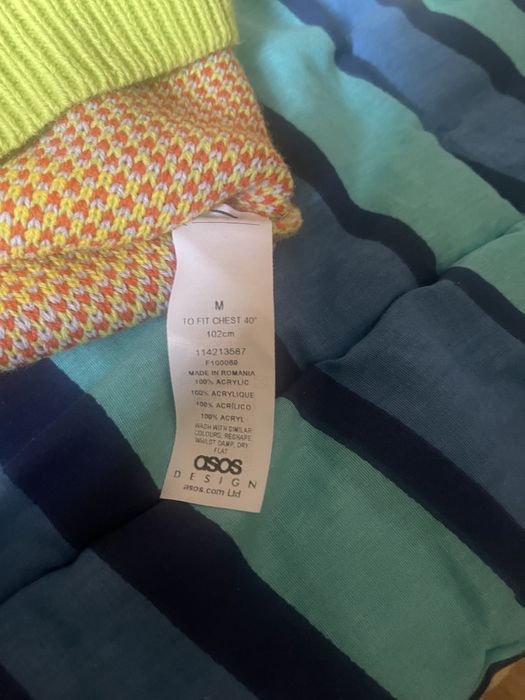 M
TO FIT CHEST 40"
102cm
114213587
F100080
MADE IN ROMANIA
100% ACRYLIC
100% ACRYLIQUE
100% ACRÍLICO
100% ACRYL
WASH WITH SIMILAR
COLOURS, RESHAPE
WHILST DAMP, DRY
FLAT
asos
DESIGN
asos.com Ltd